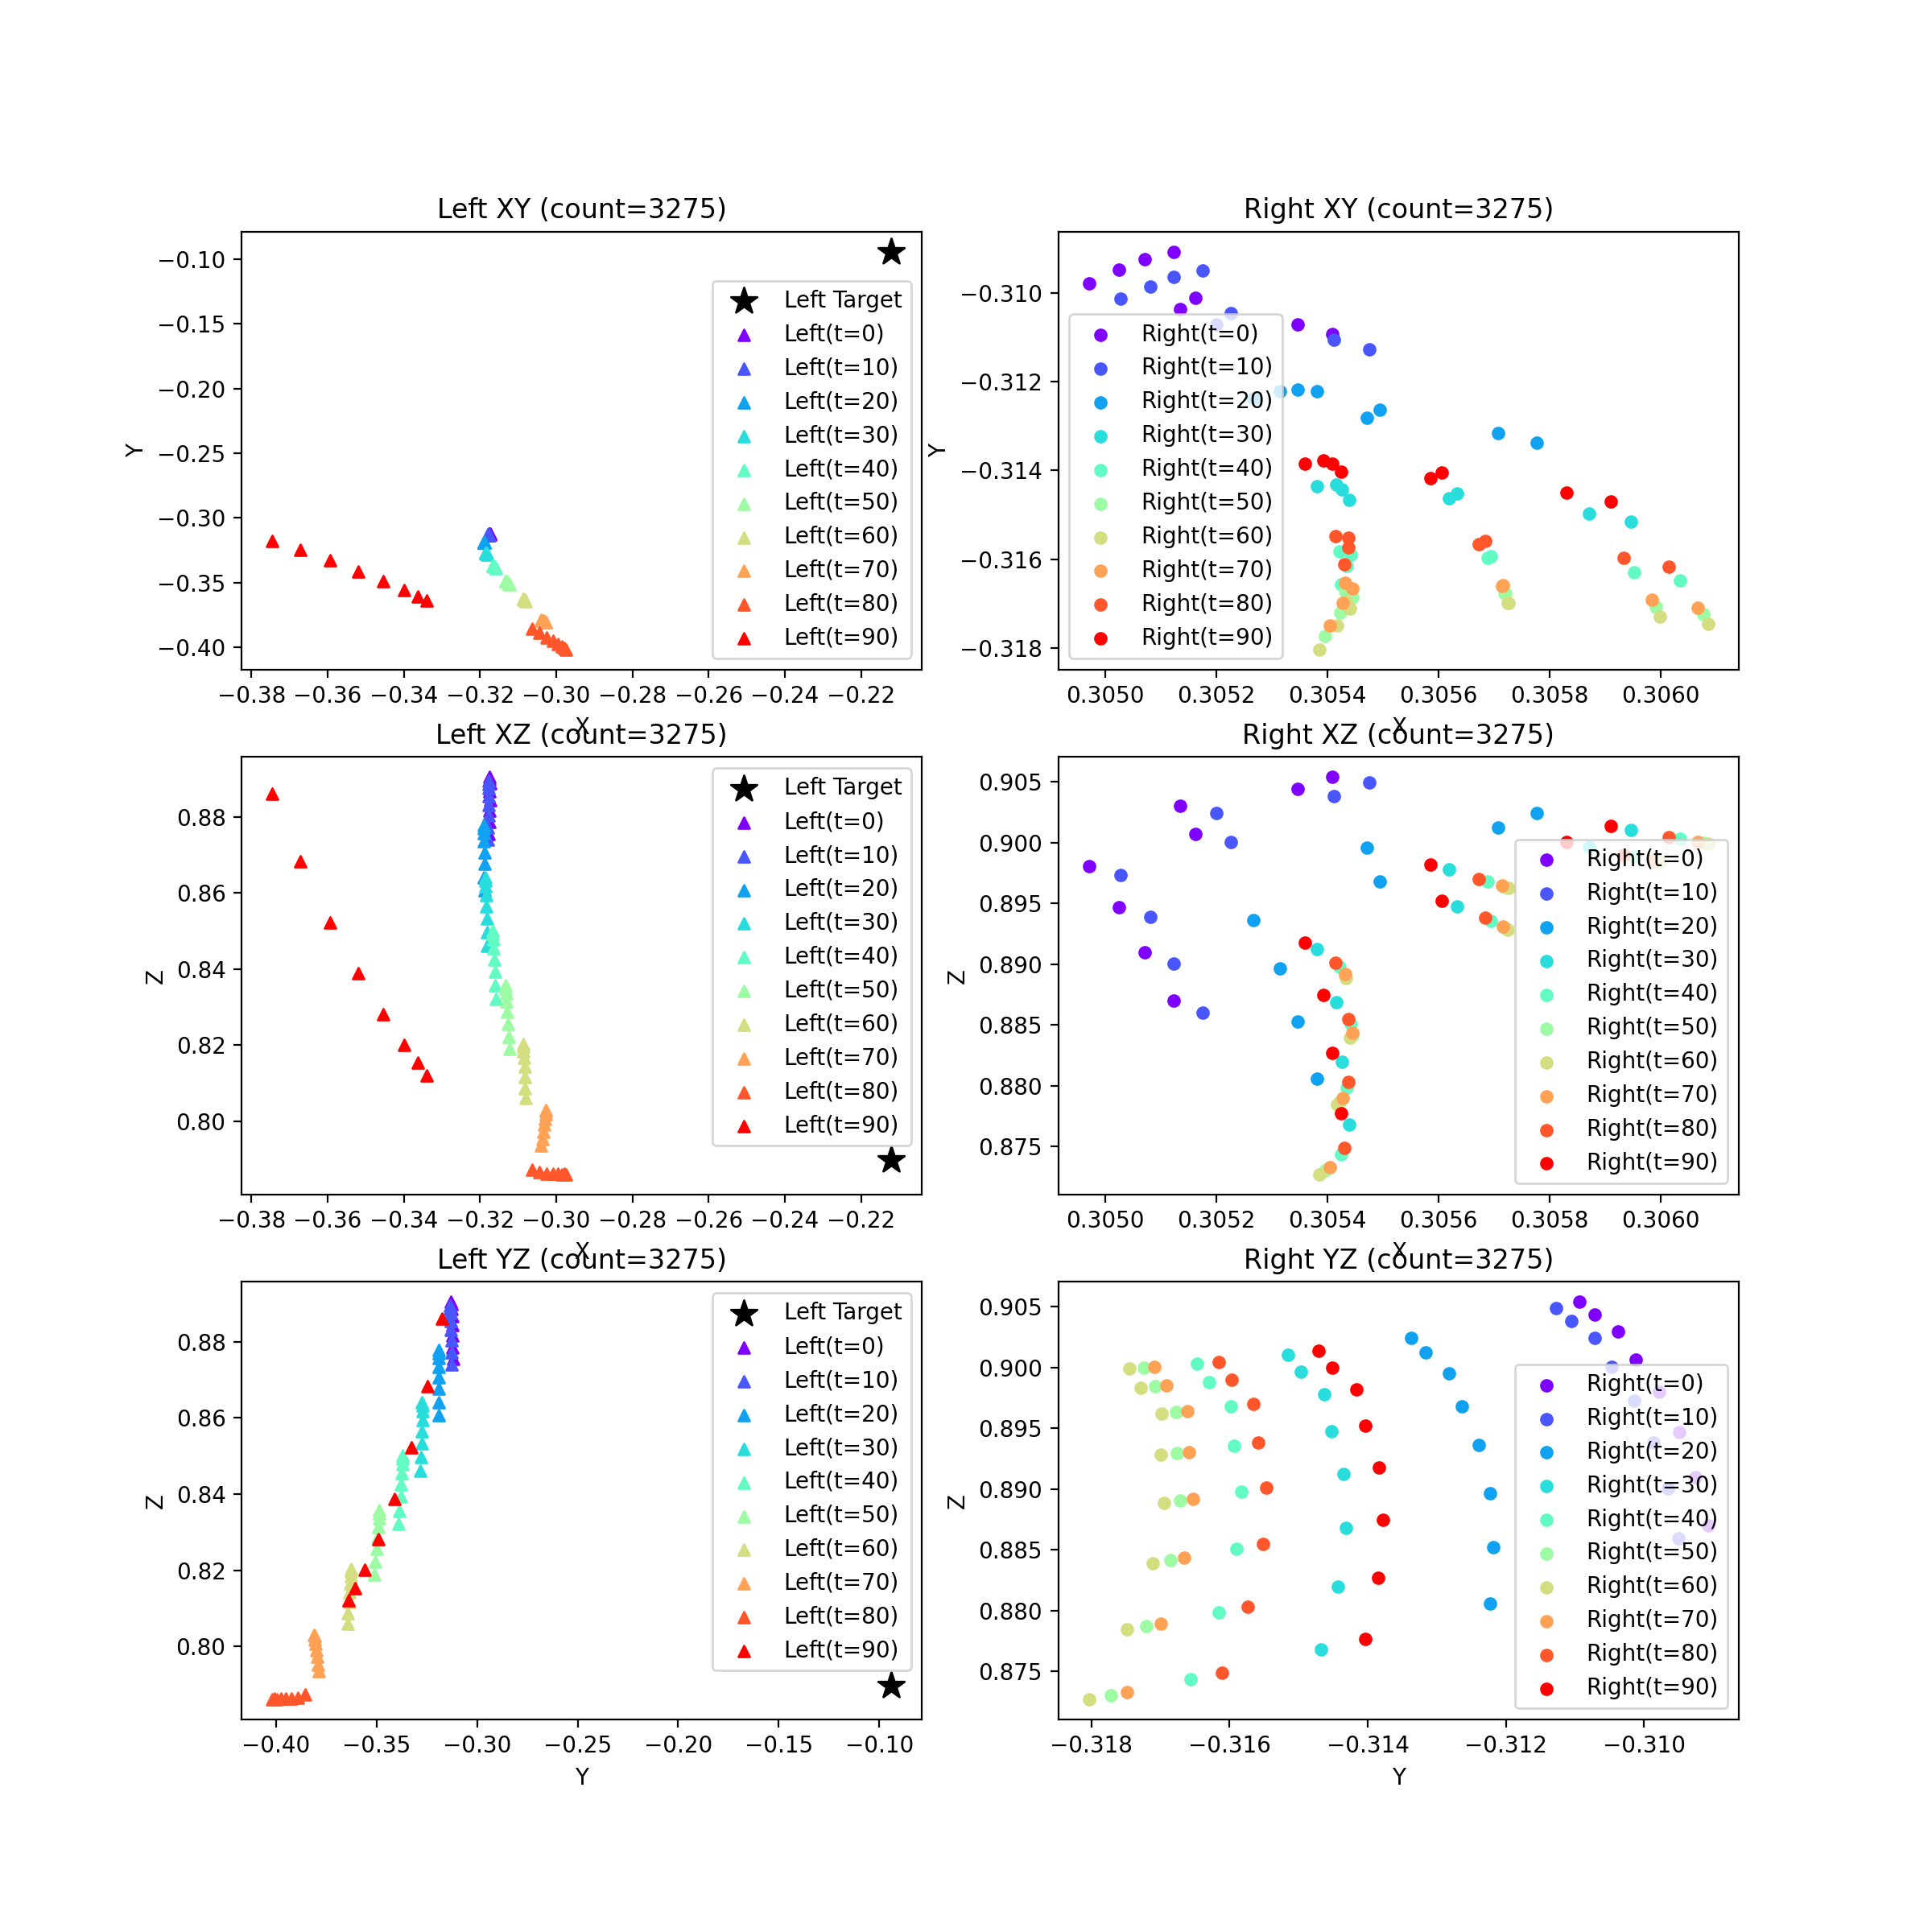 Left XY (count=3275)
−0.10
−0.15
−0.20
−0.25
−0.30
−0.35
−0.40
Y
−0.38 −0.36 −0.34 −0.32 −0.30 −0.28 −0.26 −0.24 −0.22
X
Left Target
Left(t=0)
Left(t=10)
Left(t=20)
Left(t=30)
Left(t=40)
Left(t=50)
Left(t=60)
Left(t=70)
Left(t=80)
Left(t=90)
Right XY (count=3275)
−0.310
−0.312
−0.314
−0.316
−0.318
Y
0.3050 0.3052 0.3054 0.3056 0.3058 0.3060
X
Right(t=0)
Right(t=10)
Right(t=20)
Right(t=30)
Right(t=40)
Right(t=50)
Right(t=60)
Right(t=70)
Right(t=80)
Right(t=90)
Left XZ (count=3275)
0.88
0.86
0.84
0.82
0.80
Z
−0.38 −0.36 −0.34 −0.32 −0.30 −0.28 −0.26 −0.24 −0.22
X
Left Target
Left(t=0)
Left(t=10)
Left(t=20)
Left(t=30)
Left(t=40)
Left(t=50)
Left(t=60)
Left(t=70)
Left(t=80)
Left(t=90)
Right XZ (count=3275)
0.905
0.900
0.895
0.890
0.885
0.880
0.875
Z
0.3050 0.3052 0.3054 0.3056 0.3058 0.3060
X
Right(t=0)
Right(t=10)
Right(t=20)
Right(t=30)
Right(t=40)
Right(t=50)
Right(t=60)
Right(t=70)
Right(t=80)
Right(t=90)
Left YZ (count=3275)
0.88
0.86
0.84
0.82
0.80
Z
−0.40 −0.35 −0.30 −0.25 −0.20 −0.15 −0.10
Y
Left Target
Left(t=0)
Left(t=10)
Left(t=20)
Left(t=30)
Left(t=40)
Left(t=50)
Left(t=60)
Left(t=70)
Left(t=80)
Left(t=90)
Right YZ (count=3275)
0.905
0.900
0.895
0.890
0.885
0.880
0.875
Z
−0.318 −0.316 −0.314 −0.312 −0.310
Y
Right(t=0)
Right(t=10)
Right(t=20)
Right(t=30)
Right(t=40)
Right(t=50)
Right(t=60)
Right(t=70)
Right(t=80)
Right(t=90)